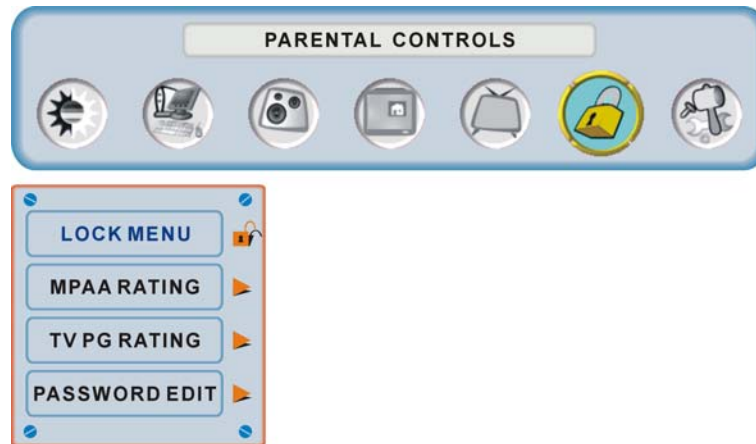 PARENTAL CONTROLS
LOCK MENU
MPAA RATING
TV PG RATING
PASSWORD EDIT